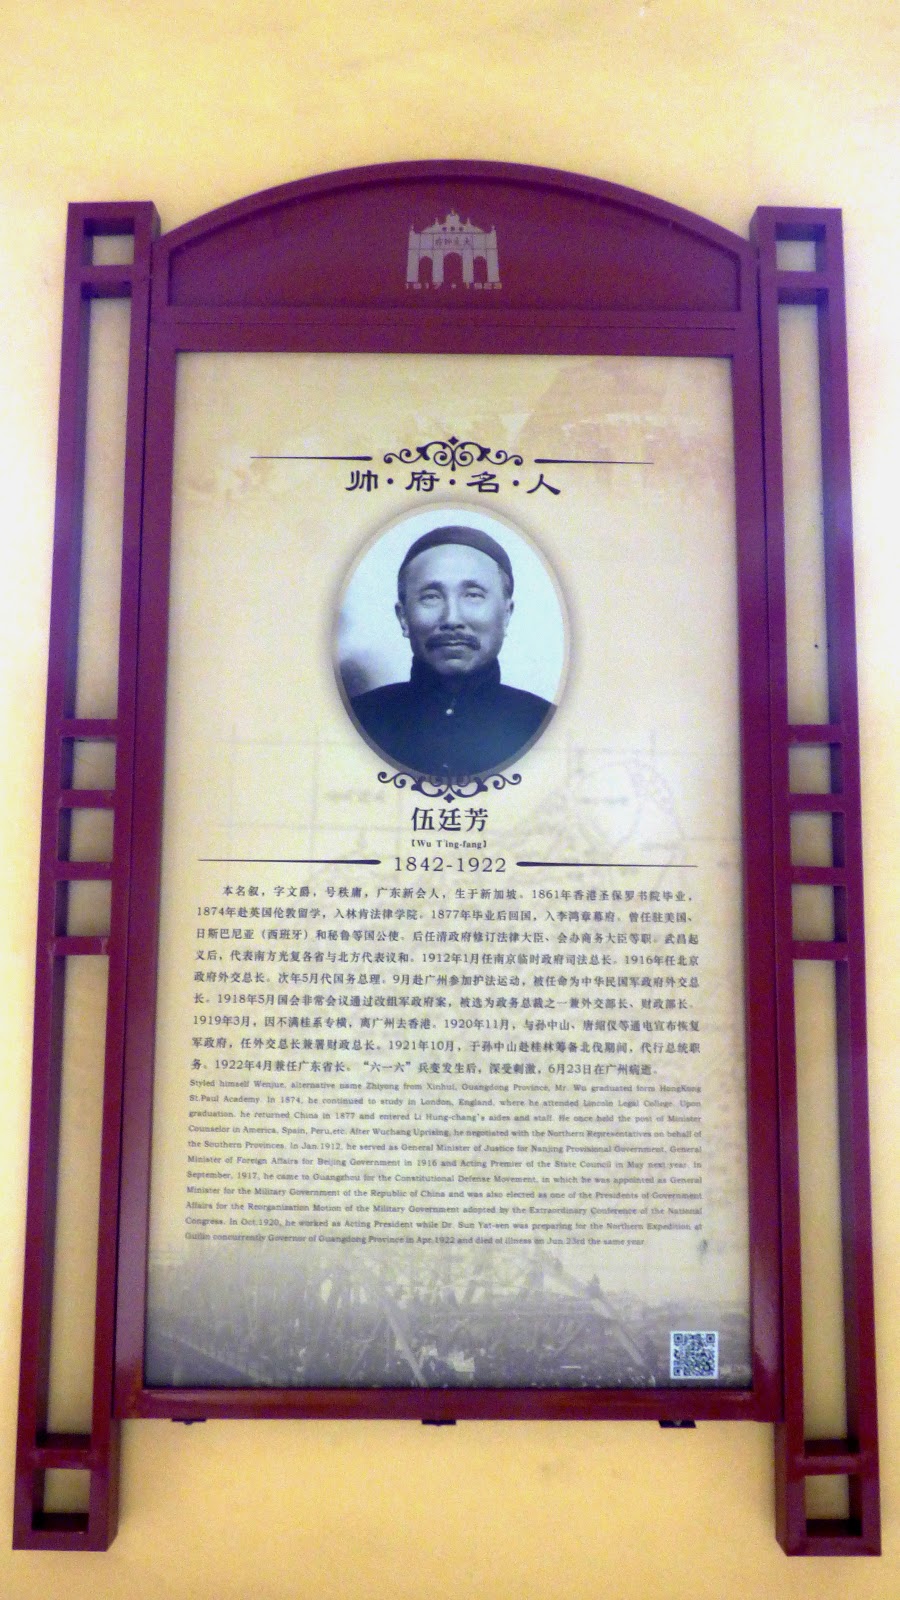 大元帅府
1917 * 1923
帅·府·名·人
伍廷芳
【Wu T'ing-fang】
1842-1922
本名叙，字文爵，号秩庸，广东新会人，生于新加坡。1861年香港圣保罗书院毕业，
1874年赴英国伦敦留学，入林肯法律学院。1877年毕业后回国，入李鸿章幕府。曾任驻美国、
日斯巴尼亚（西班牙）和秘鲁等国公使。后任清政府修订法律大臣、会办商务大臣等职。武昌起
义后，代表南方光复各省与北方代表议和。1912年1月任南京临时政府司法总长。1916年任北京
政府外交总长。次年5月代国务总理。9月赴广州参加护法运动，被任命为中华民国军政府外交总
长。1918年5月国会非常会议通过改组军政府案，被选为政务总裁之一兼外交部长、财政部长。
1919年3月，因不满桂系专横，离广州去香港。1920年11月，与孙中山、唐绍仪等通电宣布恢复
军政府，任外交总长兼署财政总长。1921年10月，于孙中山赴桂林筹备北伐期间，代行总统职
务。1922年4月兼任广东省长。“六一六”兵变发生后，深受刺激，6月23日在广州病逝。
Styled himself Wenjue, alternative name Zhiyong from Xinhui, Guangdong Province, Mr. Wu graduated form HongKong
St.Paul Academy. In 1874, he continued to study in London, England, where he attended Lincoln Legal College. Upon
graduation, he returned China in 1877 and entered Li Hung-chang's aides and staff. He once held the post of Minister
Counselor in America, Spain, Peru,etc. After Wuchang Uprising, he negotiated with the Northern Representatives on behalf of
the Southern Provinces. In Jan.1912, he served as General Minister of Justice for Nanjing Provisional Government, General
Minister of Foreign Affairs for Beijing Government in 1916 and Acting Premier of the State Council in May next year. In
September, 1917, he came to Guangzhou for the Constitutional Defense Movement, in which he was appointed as General
Minister for the Military Government of the Republic of China and was also elected as one of the Presidents of Government
Affairs for the Reorganization Motion of the Military Government adopted by the Extraordinary Conference of the National
Congress. In Oct.1920, he worked as Acting President while Dr. Sun Yat-sen was preparing for the Northern Expedition at
Guilin concurrently Governor of Guangdong Province in Apr.1922 and died of illness on Jun.23rd the same year.